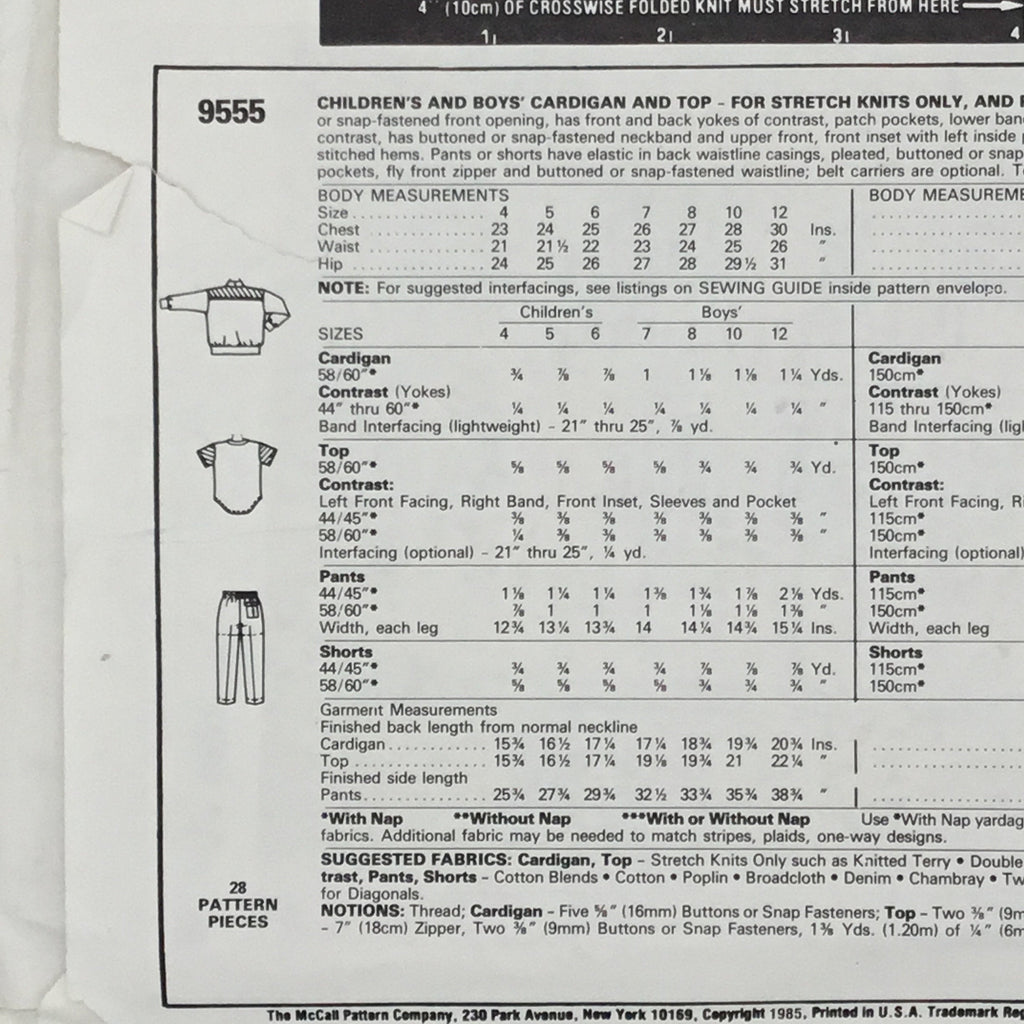 4" (10cm) OF CROSSWISE FOLDED KNIT MUST STRETCH FROM HERE
1 2 3 4
9555
CHILDREN'S AND BOYS' CARDIGAN AND TOP – FOR STRETCH KNITS ONLY, AND
or snap-fastened front opening, has front and back yokes of contrast, patch pockets, lower ban
contrast, has buttoned or snap-fastened neckband and upper front, front inset with left inside
stitched hems. Pants or shorts have elastic in back waistline casings, pleated, buttoned or snap
pockets, fly front zipper and buttoned or snap-fastened waistline; belt carriers are optional. T
BODY MEASUREMENTS BODY MEASUREME
Size 4 5 6 7 8 10 12
Chest 23 24 25 26 27 28 30 Ins.
Waist 21 21½ 22 23 24 25 26 "
Hip 24 25 26 27 28 29½ 31 "
NOTE: For suggested interfacings, see listings on SEWING GUIDE inside pattern envelope.
Children's Boys'
SIZES 4 5 6 7 8 10 12
Cardigan Cardigan
58/60"* ¾ ⅞ ⅞ 1 1⅛ 1⅛ 1¼ Yds. 150cm*
Contrast (Yokes) Contrast (Yokes)
44" thru 60"* ¼ ¼ ¼ ¼ ¼ ¼ ¼ " 115 thru 150cm*
Band Interfacing (lightweight) – 21" thru 25", ⅞ yd. Band Interfacing (lig
Top Top
58/60"* ⅝ ⅝ ⅝ ⅝ ¾ ¾ ¾ Yd. 150cm*
Contrast: Contrast:
Left Front Facing, Right Band, Front Inset, Sleeves and Pocket Left Front Facing, Ri
44/45"* ⅜ ⅜ ⅜ ⅜ ⅜ ⅜ ⅜ " 115cm*
58/60"* ¼ ⅜ ⅜ ⅜ ⅜ ⅜ ⅜ " 150cm*
Interfacing (optional) – 21" thru 25", ¼ yd. Interfacing (optional)
Pants Pants
44/45"* 1⅛ 1¼ 1¼ 1⅜ 1¾ 1⅞ 2⅛ Yds. 115cm*
58/60"* ⅞ 1 1 1 1⅛ 1⅛ 1⅜ " 150cm*
Width, each leg 12¾ 13¼ 13¾ 14 14¼ 14¾ 15¼ Ins. Width, each leg
Shorts Shorts
44/45"* ¾ ¾ ¾ ¾ ⅞ ⅞ ⅞ Yd. 115cm*
58/60"* ⅝ ⅝ ⅝ ⅝ ¾ ¾ ¾ " 150cm*
Garment Measurements
Finished back length from normal neckline
Cardigan 15¾ 16½ 17¼ 17¼ 18¾ 19¾ 20¾ Ins.
Top 15¾ 16½ 17¼ 19⅛ 19¾ 21 22¼ "
Finished side length
Pants 25¾ 27¾ 29¾ 32½ 33¾ 35¾ 38¾ "
*With Nap **Without Nap ***With or Without Nap Use *With Nap yardag
fabrics. Additional fabric may be needed to match stripes, plaids, one-way designs.
SUGGESTED FABRICS: Cardigan, Top – Stretch Knits Only such as Knitted Terry • Double
trast, Pants, Shorts – Cotton Blends • Cotton • Poplin • Broadcloth • Denim • Chambray • Tw
for Diagonals.
NOTIONS: Thread; Cardigan – Five ⅝" (16mm) Buttons or Snap Fasteners; Top – Two ⅜" (9m
– 7" (18cm) Zipper, Two ⅜" (9mm) Buttons or Snap Fasteners, 1⅜ Yds. (1.20m) of ¼" (6m
28
PATTERN
PIECES
The McCall Pattern Company, 230 Park Avenue, New York 10169, Copyright 1985, Printed in U.S.A. Trademark Reg